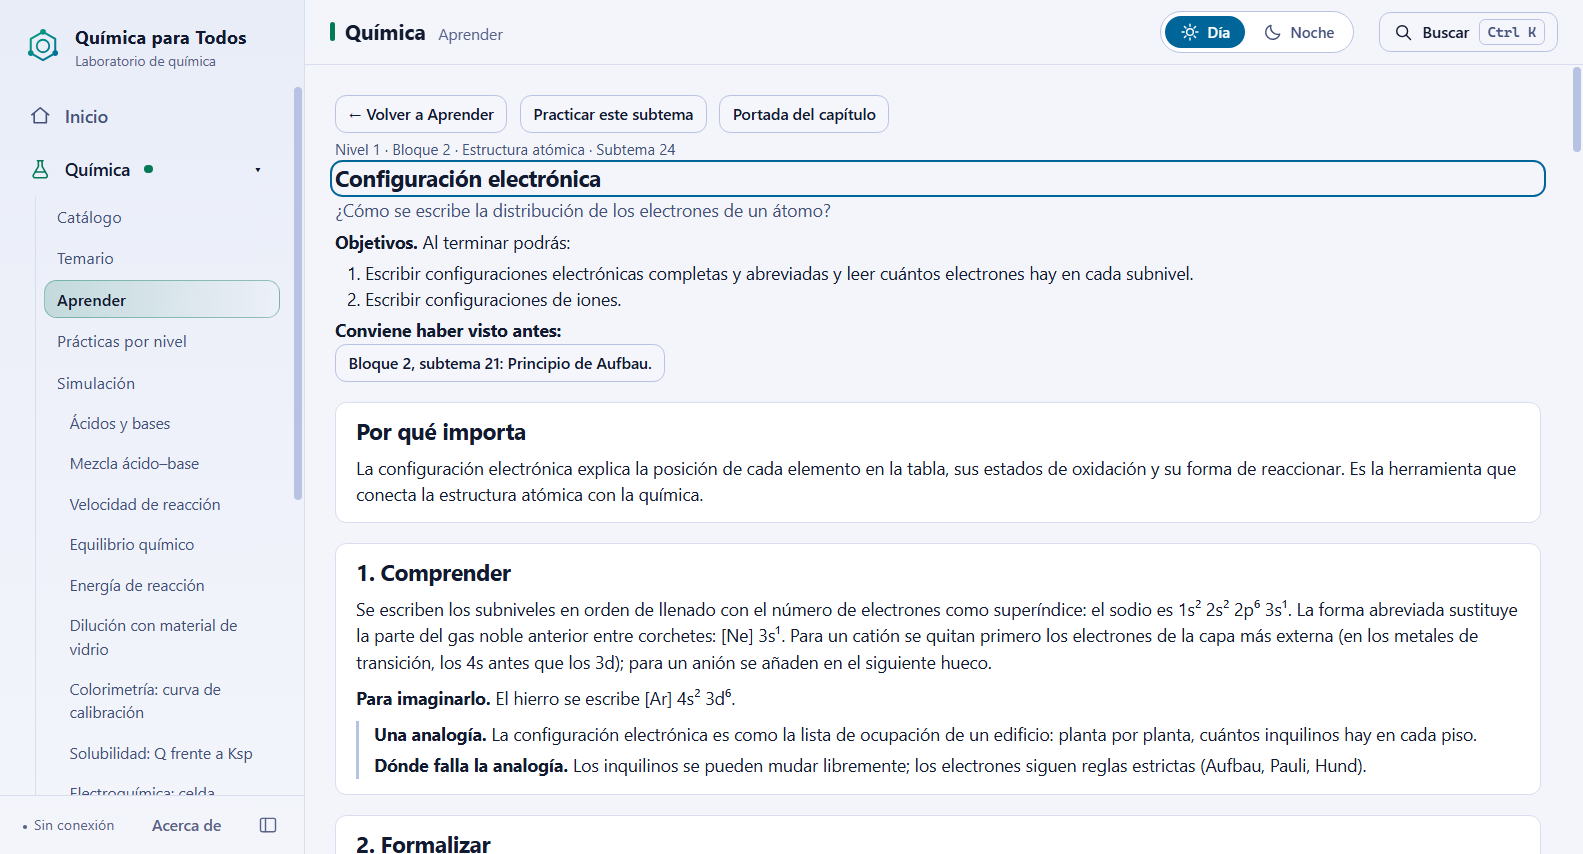 Química para Todos
Laboratorio de química
Inicio
Química
Catálogo
Temario
Aprender
Prácticas por nivel
Simulación
Ácidos y bases
Mezcla ácido–base
Velocidad de reacción
Equilibrio químico
Energía de reacción
Dilución con material de
vidrio
Colorimetría: curva de
calibración
Solubilidad: Q frente a Ksp
Electroquímica: celda
Sin conexión
Acerca de
Química Aprender
Día
Noche
Buscar Ctrl K
← Volver a Aprender
Practicar este subtema
Portada del capítulo
Nivel 1 · Bloque 2 · Estructura atómica · Subtema 24
Configuración electrónica
¿Cómo se escribe la distribución de los electrones de un átomo?
Objetivos. Al terminar podrás:
1. Escribir configuraciones electrónicas completas y abreviadas y leer cuántos electrones hay en cada subnivel.
2. Escribir configuraciones de iones.
Conviene haber visto antes:
Bloque 2, subtema 21: Principio de Aufbau.
Por qué importa
La configuración electrónica explica la posición de cada elemento en la tabla, sus estados de oxidación y su forma de reaccionar. Es la herramienta que
conecta la estructura atómica con la química.
1. Comprender
Se escriben los subniveles en orden de llenado con el número de electrones como superíndice: el sodio es 1s² 2s² 2p⁶ 3s¹. La forma abreviada sustituye
la parte del gas noble anterior entre corchetes: [Ne] 3s¹. Para un catión se quitan primero los electrones de la capa más externa (en los metales de
transición, los 4s antes que los 3d); para un anión se añaden en el siguiente hueco.
Para imaginarlo. El hierro se escribe [Ar] 4s² 3d⁶.
Una analogía. La configuración electrónica es como la lista de ocupación de un edificio: planta por planta, cuántos inquilinos hay en cada piso.
Dónde falla la analogía. Los inquilinos se pueden mudar libremente; los electrones siguen reglas estrictas (Aufbau, Pauli, Hund).
2. Formalizar